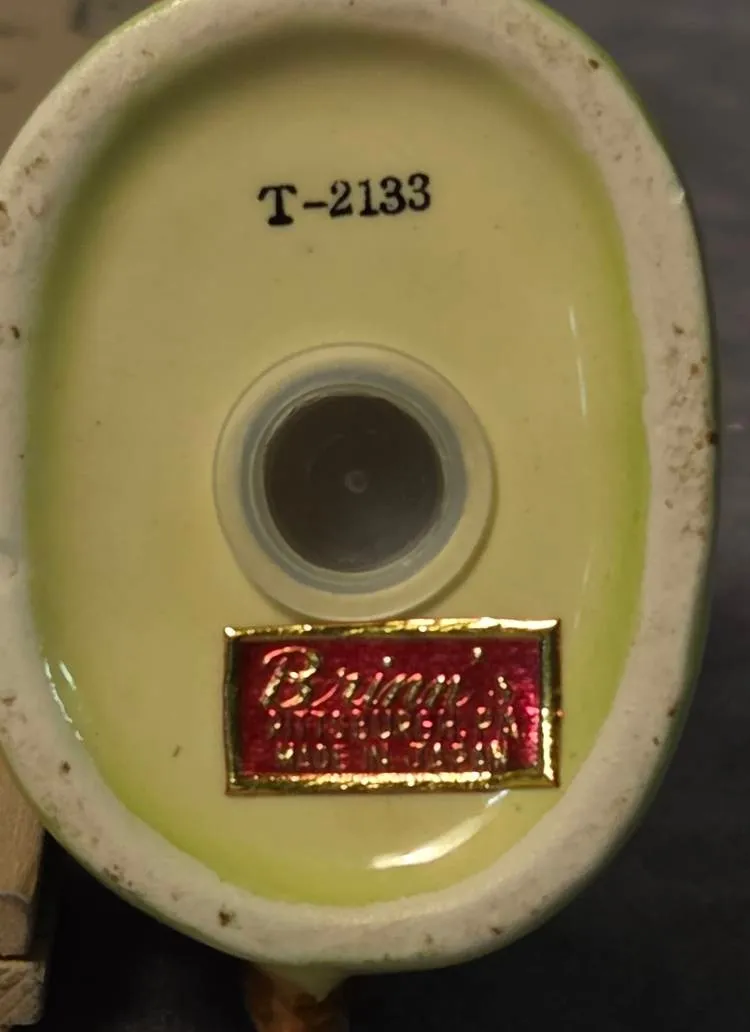 T-2133
Brinn's
PITTSBURGH, PA
MADE IN JAPAN